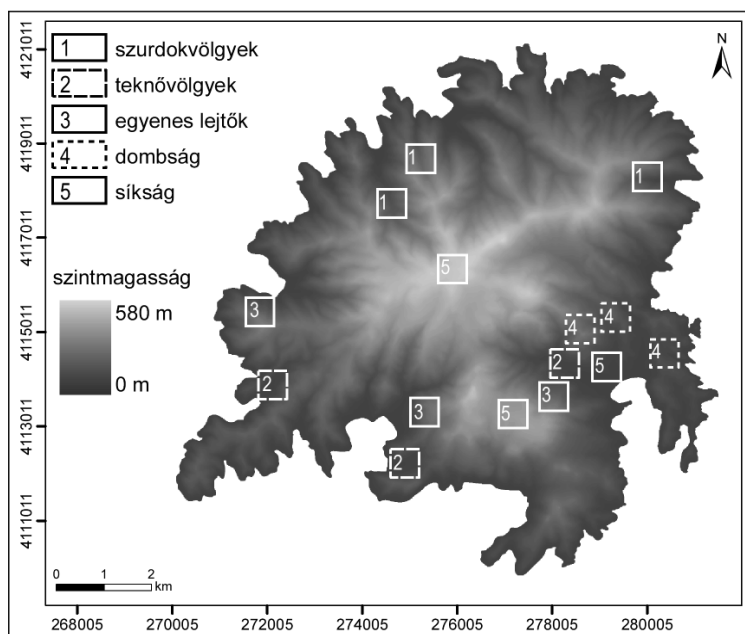 1 szurdokvölgyek
2 teknővölgyek
3 egyenes lejtők
4 dombság
5 síkság
szintmagasság
580 m
0 m
N
1
1
1
5
3
4
4
2
5
4
2
3
3
5
2
0 1 2
km
4121011
4119011
4117011
4115011
4113011
4111011
268005 270005 272005 274005 276005 278005 280005